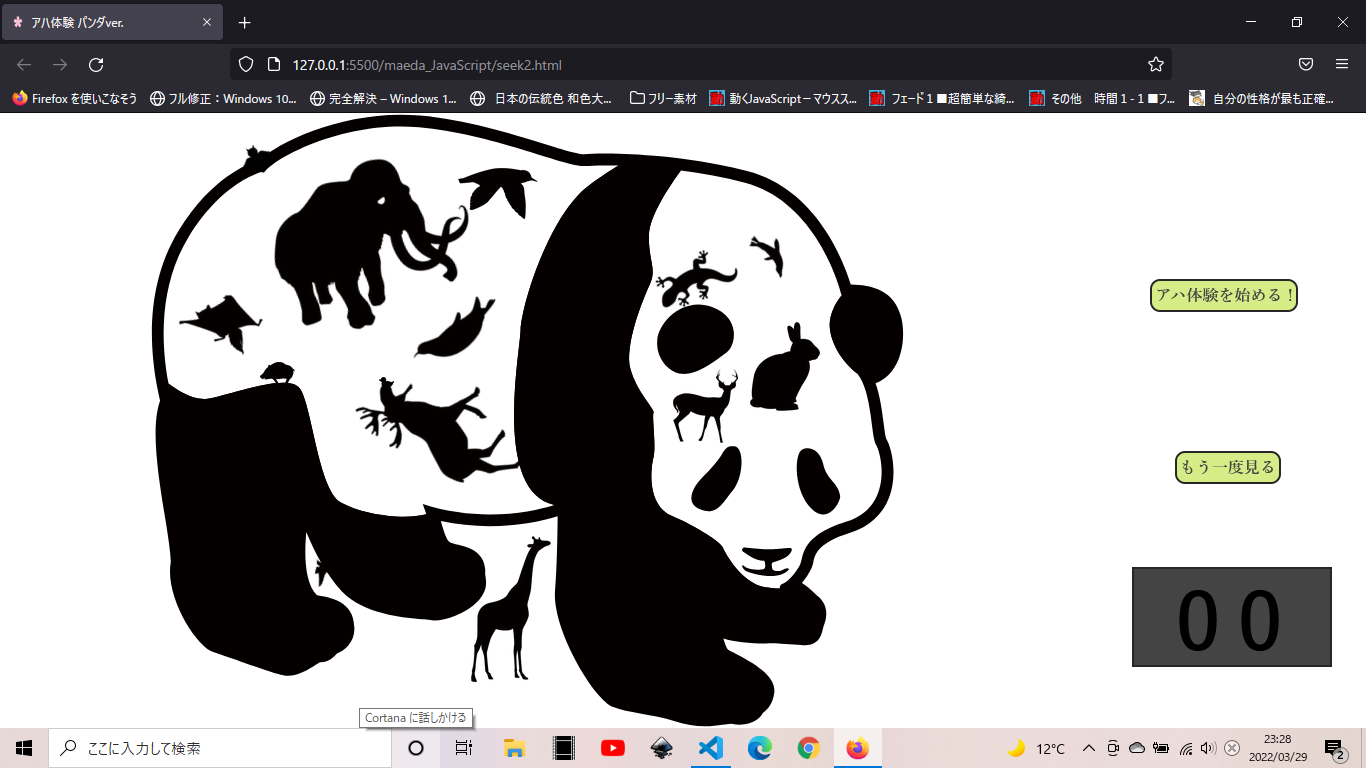 アハ体験 パンダver.
127.0.0.1:5500/maeda_JavaScript/seek2.html
Firefox を使いこなそう
フル修正：Windows 10...
完全解決 – Windows 1...
日本の伝統色 和色大...
フリー素材
動くJavaScript－マウスス...
フェード１■超簡単な綺...
その他　時間１-１■フ...
自分の性格が最も正確...
アハ体験を始める！
もう一度見る
00
Cortana に話しかける
ここに入力して検索
12°C
23:28
2022/03/29
2